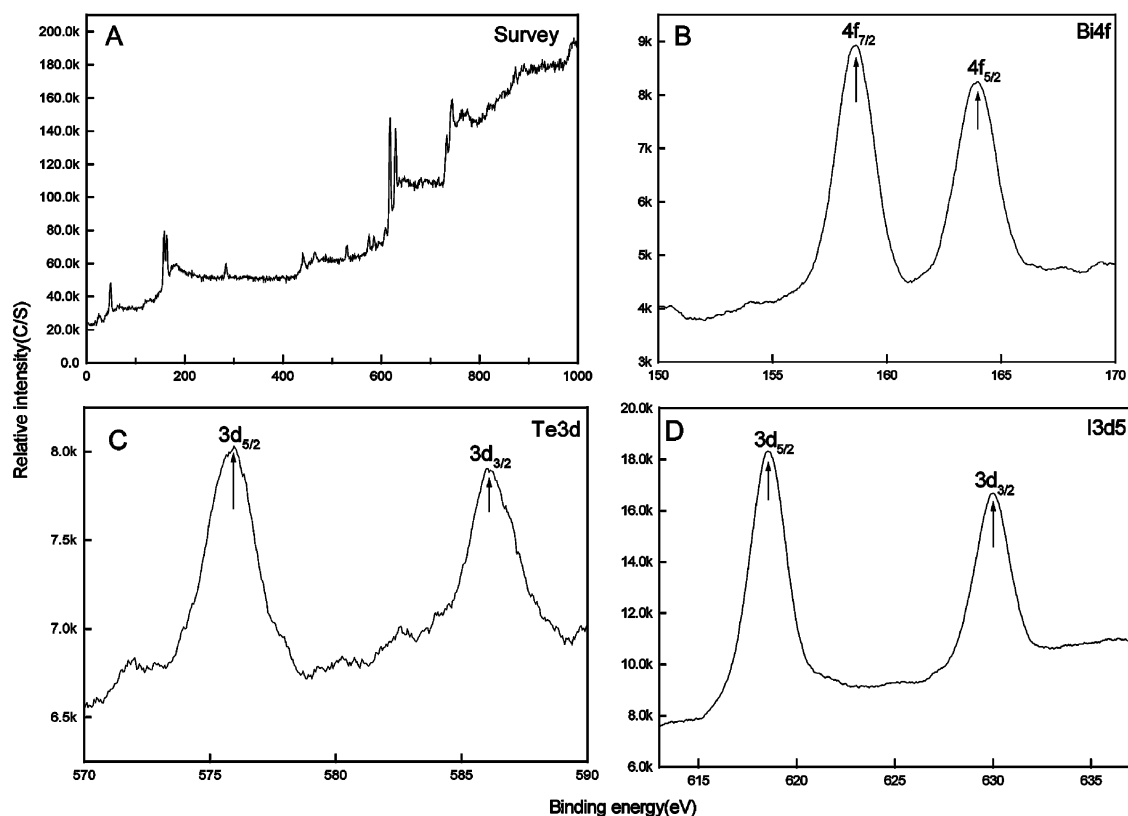 A
Survey
200.0k
180.0k
160.0k
140.0k
120.0k
100.0k
80.0k
60.0k
40.0k
20.0k
0.0
0 200 400 600 800 1000
B
Bi4f
4f7/2
4f5/2
9k
8k
7k
6k
5k
4k
3k
150 155 160 165 170
C
Te3d
3d5/2
3d3/2
8.0k
7.5k
7.0k
6.5k
570 575 580 585 590
D
I3d5
3d5/2
3d3/2
20.0k
18.0k
16.0k
14.0k
12.0k
10.0k
8.0k
6.0k
615 620 625 630 635
Relative intensity(C/S)
Binding energy(eV)